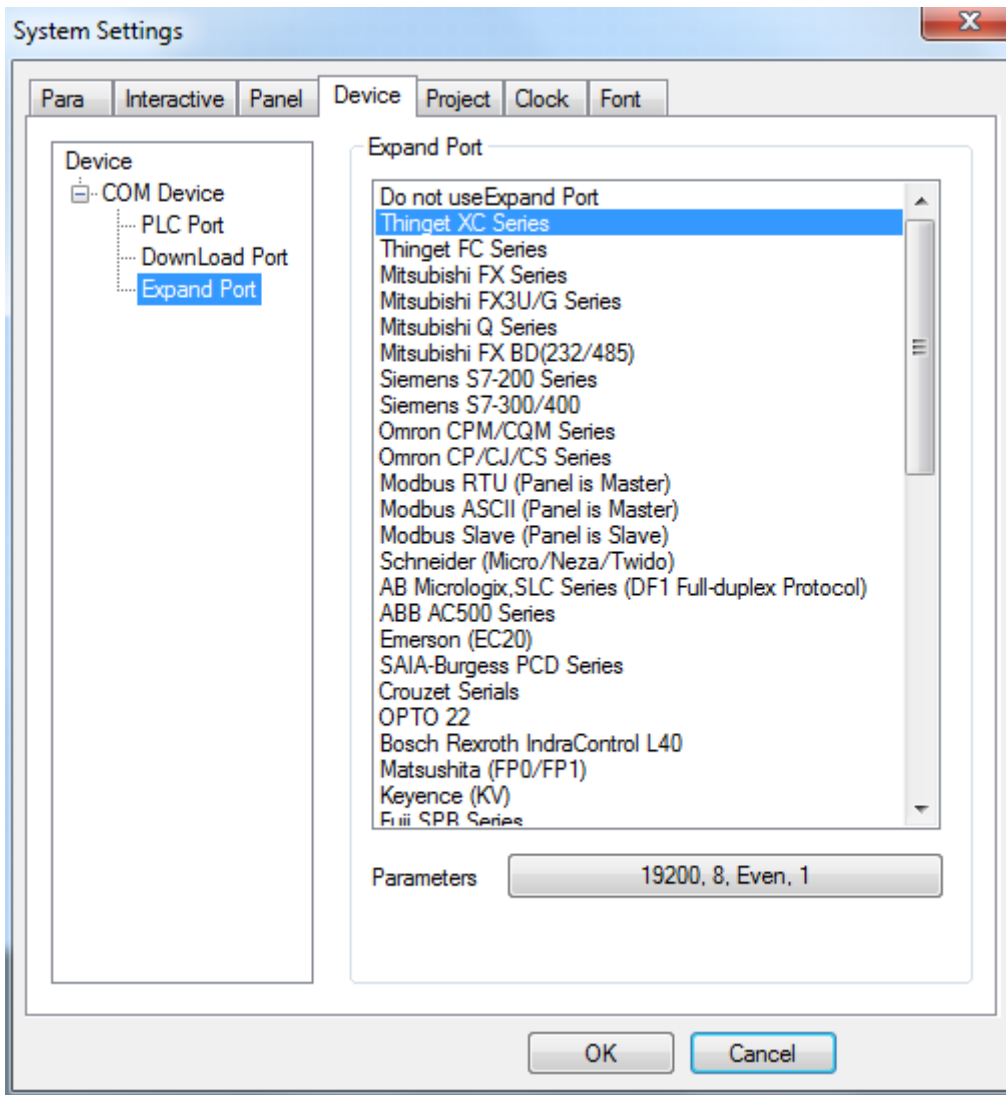 System Settings
Para Interactive Panel Device Project Clock Font
Device
COM Device
PLC Port
DownLoad Port
Expand Port
Expand Port
Do not useExpand Port
Thinget XC Series
Thinget FC Series
Mitsubishi FX Series
Mitsubishi FX3U/G Series
Mitsubishi Q Series
Mitsubishi FX BD(232/485)
Siemens S7-200 Series
Siemens S7-300/400
Omron CPM/CQM Series
Omron CP/CJ/CS Series
Modbus RTU (Panel is Master)
Modbus ASCII (Panel is Master)
Modbus Slave (Panel is Slave)
Schneider (Micro/Neza/Twido)
AB Micrologix,SLC Series (DF1 Full-duplex Protocol)
ABB AC500 Series
Emerson (EC20)
SAIA-Burgess PCD Series
Crouzet Serials
OPTO 22
Bosch Rexroth IndraControl L40
Matsushita (FP0/FP1)
Keyence (KV)
Fuji SPB Series
Parameters 19200, 8, Even, 1
OK Cancel